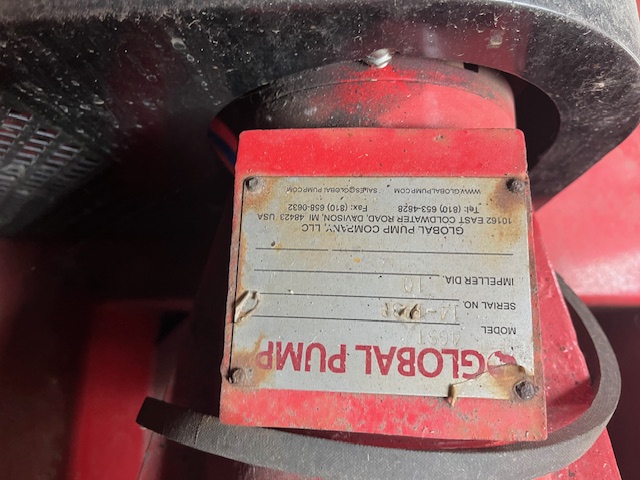 GLOBAL PUMP
MODEL
SERIAL NO.
IMPELLER DIA. 10
GLOBAL PUMP COMPANY, LLC
10162 EAST COLDWATER ROAD, DAVISON, MI 48423 USA
Tel: (810) 653-4828 Fax: (810) 658-0632
WWW.GLOBALPUMP.COM SALES@GLOBALPUMP.COM